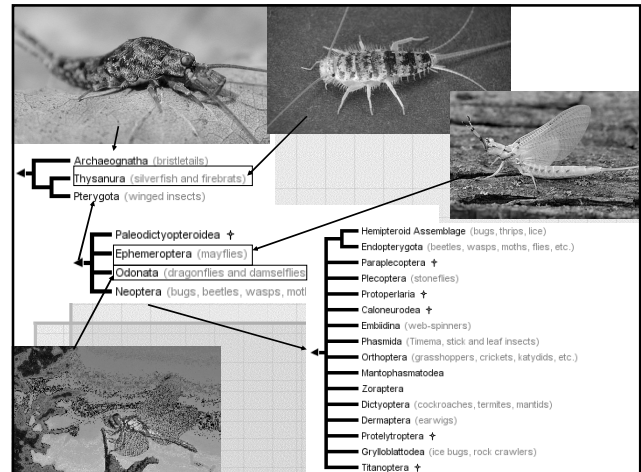 Archaeognatha (bristletails)
Thysanura (silverfish and firebrats)
Pterygota (winged insects)
Paleodictyopteroidea ✝
Ephemeroptera (mayflies)
Odonata (dragonflies and damselflies
Neoptera (bugs, beetles, wasps, mot
Hemipteroid Assemblage (bugs, thrips, lice)
Endopterygota (beetles, wasps, moths, flies, etc.)
Paraplecoptera ✝
Plecoptera (stoneflies)
Protoperlaria ✝
Caloneurodea ✝
Embiidina (web-spinners)
Phasmida (Timema, stick and leaf insects)
Orthoptera (grasshoppers, crickets, katydids, etc.)
Mantophasmatodea
Zoraptera
Dictyoptera (cockroaches, termites, mantids)
Dermaptera (earwigs)
Protelytroptera ✝
Grylloblattodea (ice bugs, rock crawlers)
Titanoptera ✝